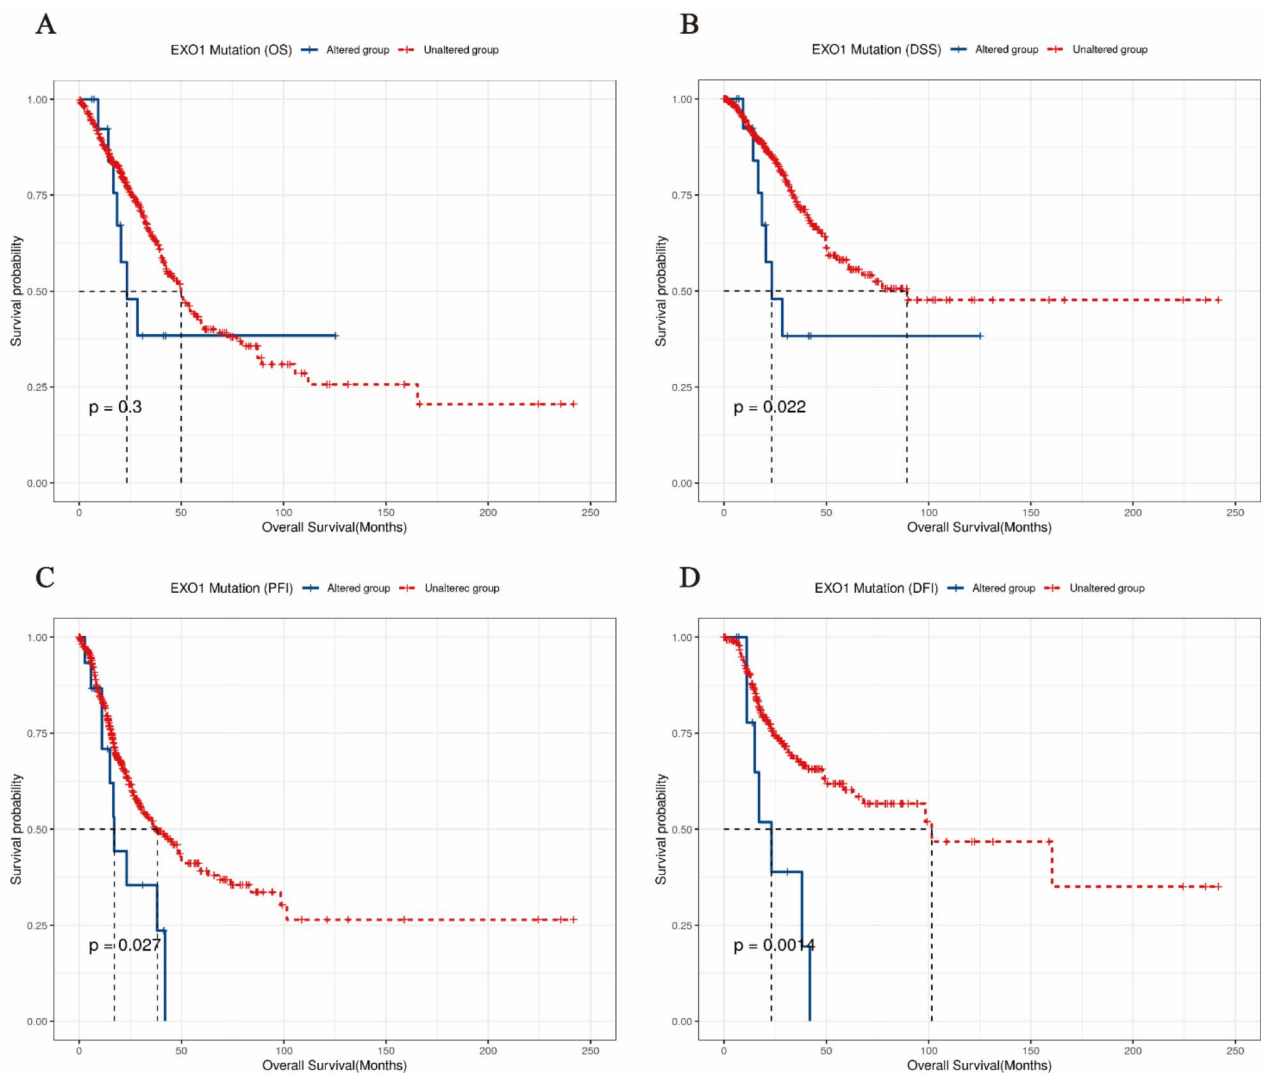 A
EXO1 Mutation (OS) Altered group Unaltered group
1.00
0.75
0.50
0.25
0.00
Survival probability
p = 0.3
0 50 100 150 200 250
Overall Survival(Months)
B
EXO1 Mutation (DSS) Altered group Unaltered group
1.00
0.75
0.50
0.25
0.00
Survival probability
p = 0.022
0 50 100 150 200 250
Overall Survival(Months)
C
EXO1 Mutation (PFI) Altered group Unalterec group
1.00
0.75
0.50
0.25
0.00
Survival probability
p = 0.027
0 50 100 150 200 250
Overall Survival(Months)
D
EXO1 Mutation (DFI) Altered group Unaltered group
1.00
0.75
0.50
0.25
0.00
Survival probability
p = 0.0014
0 50 100 150 200 250
Overall Survival(Months)